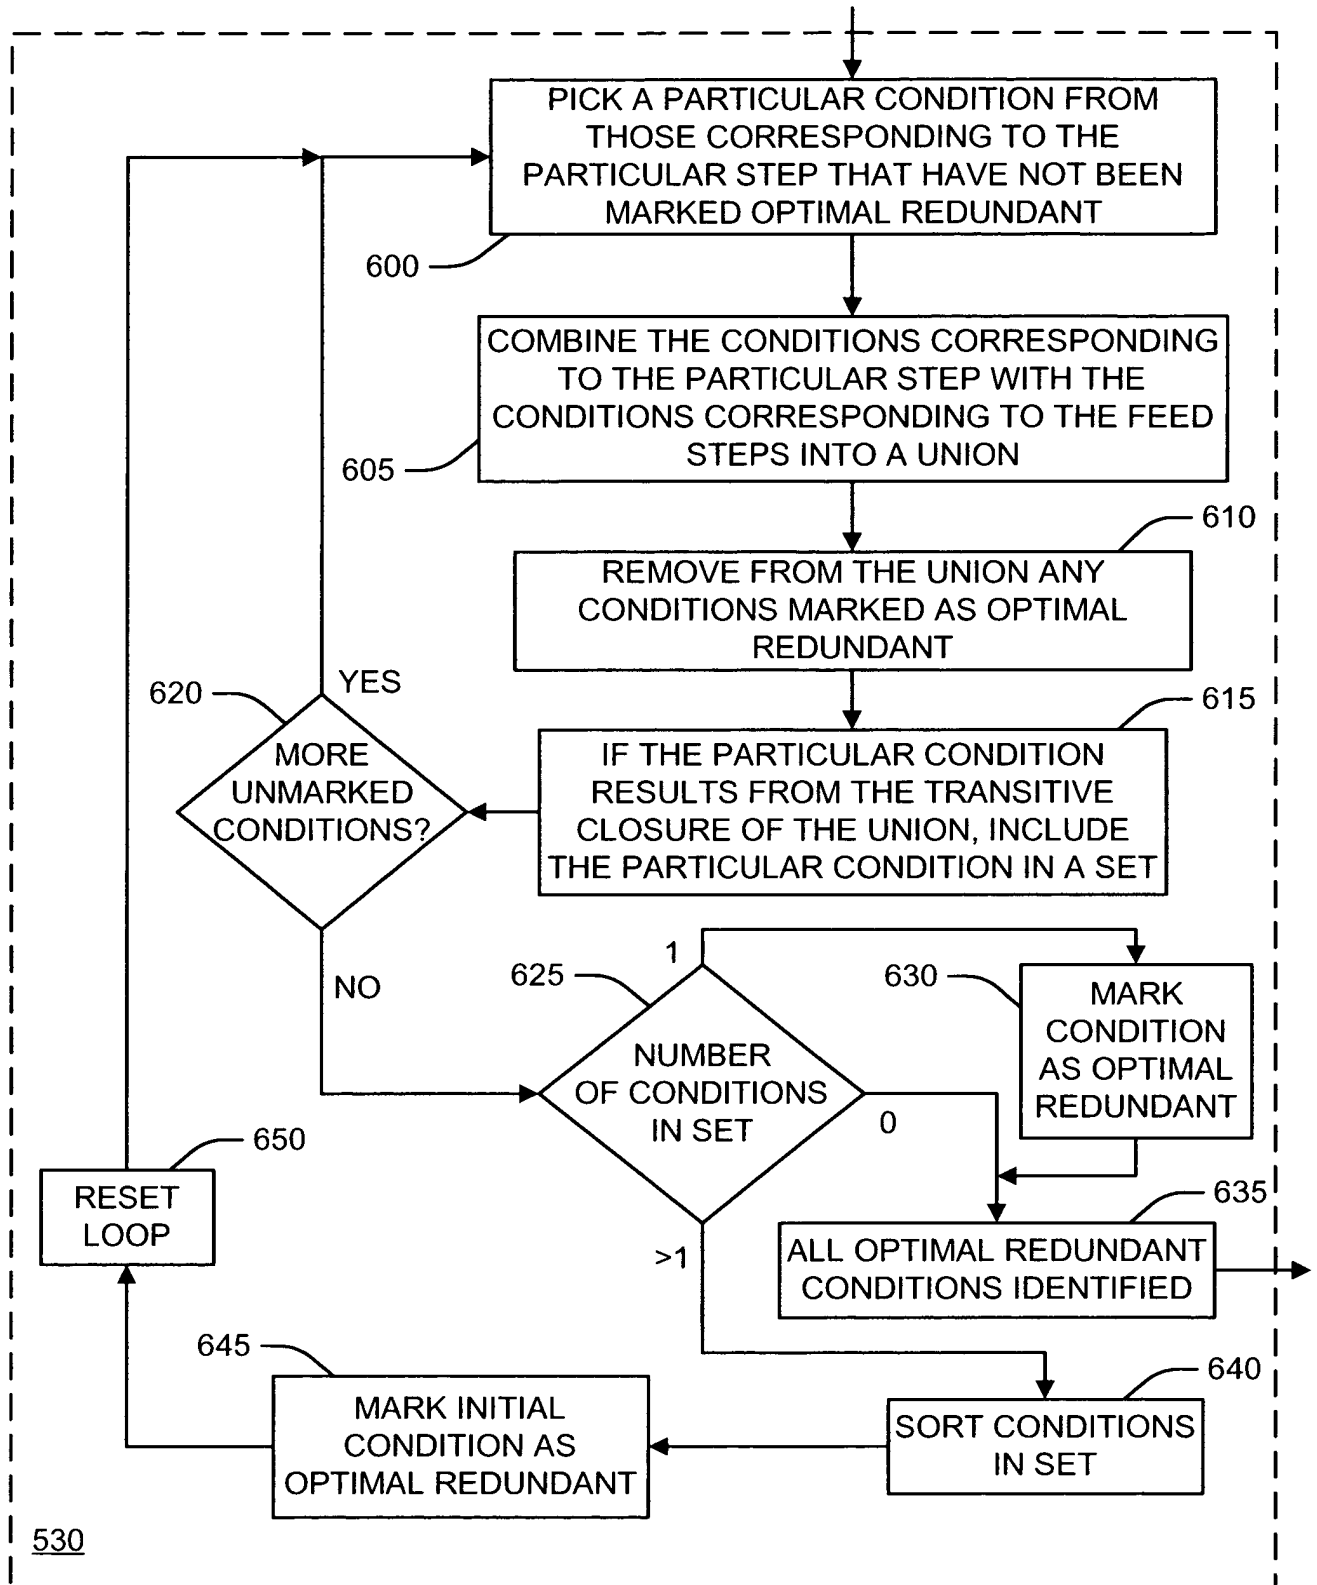 PICK A PARTICULAR CONDITION FROM
THOSE CORRESPONDING TO THE
PARTICULAR STEP THAT HAVE NOT BEEN
MARKED OPTIMAL REDUNDANT
600
COMBINE THE CONDITIONS CORRESPONDING
TO THE PARTICULAR STEP WITH THE
CONDITIONS CORRESPONDING TO THE FEED
STEPS INTO A UNION
605
610
REMOVE FROM THE UNION ANY
CONDITIONS MARKED AS OPTIMAL
REDUNDANT
615
IF THE PARTICULAR CONDITION
RESULTS FROM THE TRANSITIVE
CLOSURE OF THE UNION, INCLUDE
THE PARTICULAR CONDITION IN A SET
620
YES
MORE
UNMARKED
CONDITIONS?
NO
625
1
NUMBER
OF CONDITIONS
IN SET
0
>1
630
MARK
CONDITION
AS OPTIMAL
REDUNDANT
635
ALL OPTIMAL REDUNDANT
CONDITIONS IDENTIFIED
640
SORT CONDITIONS
IN SET
645
MARK INITIAL
CONDITION AS
OPTIMAL REDUNDANT
650
RESET
LOOP
530